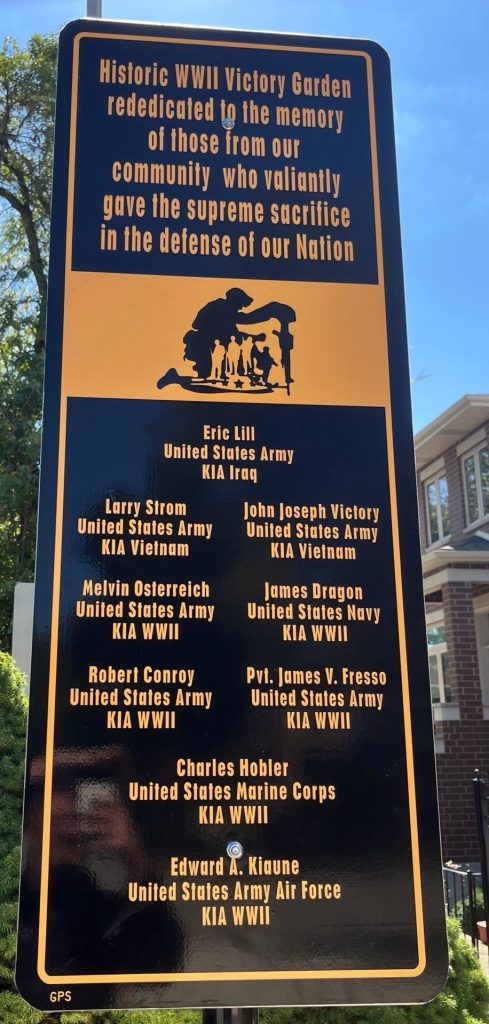 Historic WWII Victory Garden
rededicated to the memory
of those from our
community who valiantly
gave the supreme sacrifice
in the defense of our Nation
Eric Lill
United States Army
KIA Iraq
Larry Strom
United States Army
KIA Vietnam
John Joseph Victory
United States Army
KIA Vietnam
Melvin Osterreich
United States Army
KIA WWII
James Dragon
United States Navy
KIA WWII
Robert Conroy
United States Army
KIA WWII
Pvt. James V. Fresso
United States Army
KIA WWII
Charles Hobler
United States Marine Corps
KIA WWII
Edward A. Kiaune
United States Army Air Force
KIA WWII
GPS